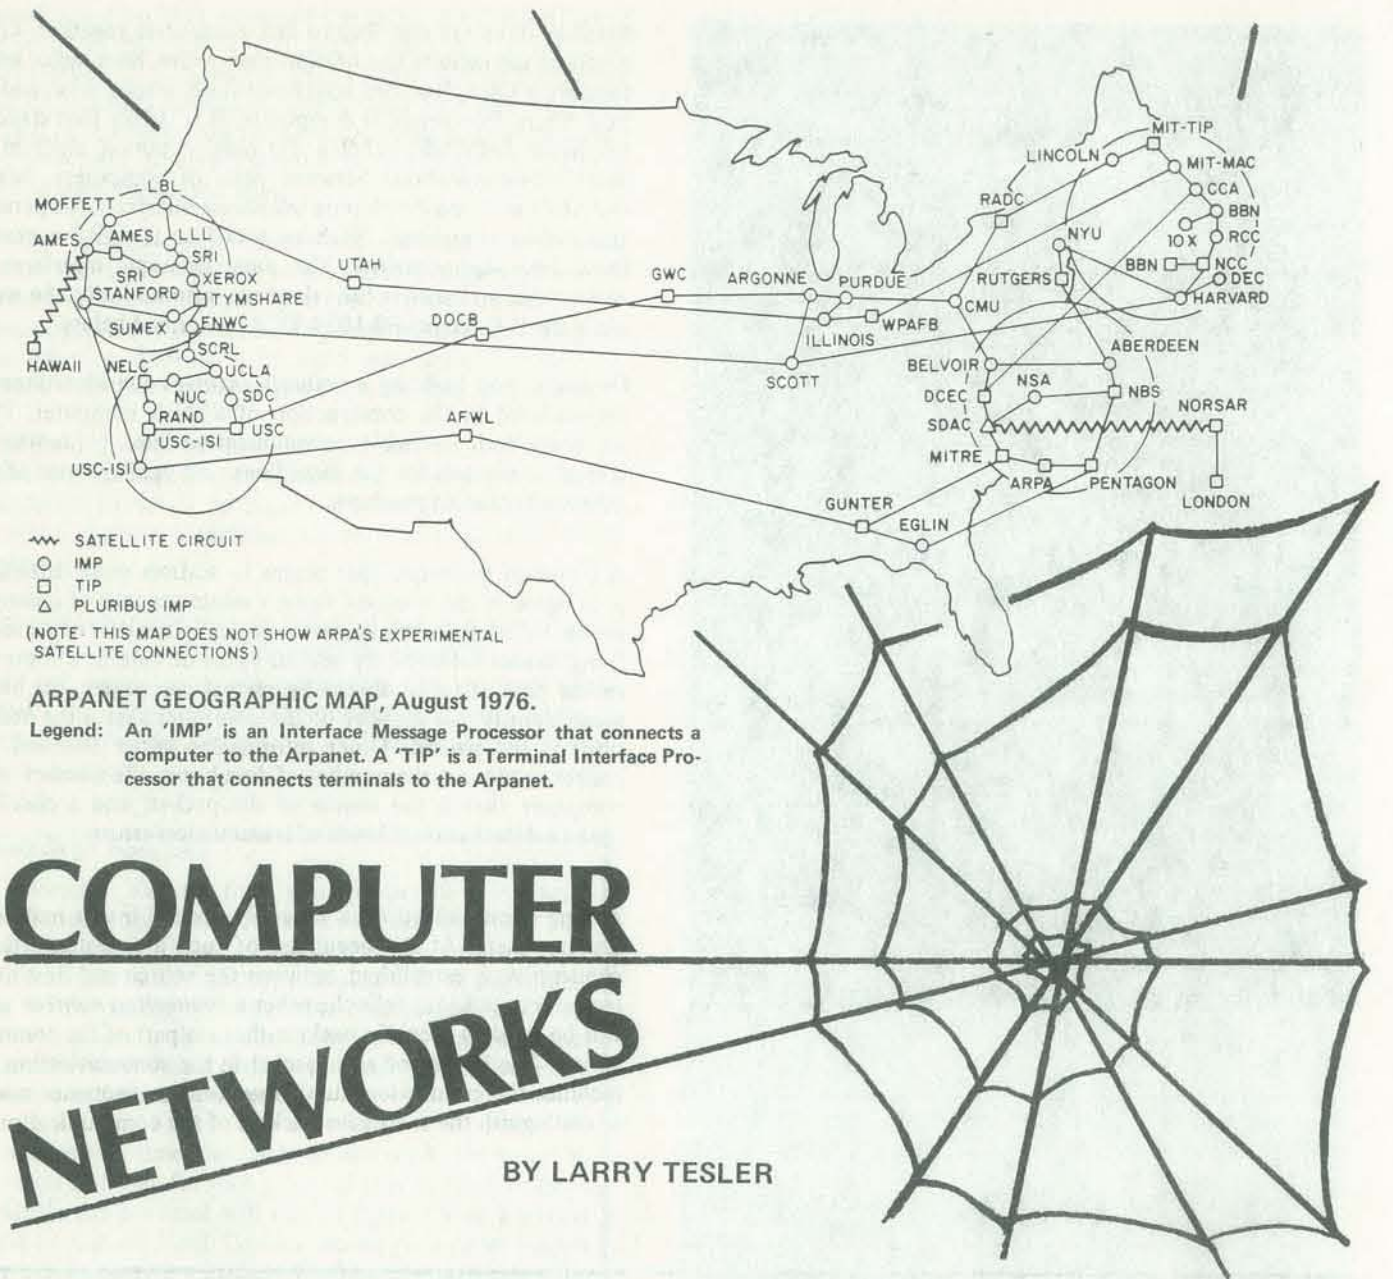 MIT-TIP
LINCOLN
MIT-MAC
CCA
LBL
RADC
MOFFETT
BBN
NYU
AMES
AMES
LLL
10X
RCC
SRI
BBN
NCC
UTAH
GWC
ARGONNE
PURDUE
RUTGERS
DEC
SRI
XEROX
STANFORD
TYMSHARE
CMU
HARVARD
SUMEX
FNWC
DOCB
WPAFB
ILLINOIS
SCRL
ABERDEEN
HAWAII
NELC
UCLA
SCOTT
BELVOIR
NSA
NUC
SDC
DCEC
NBS
NORSAR
RAND
AFWL
SDAC
USC-ISI
USC
MITRE
USC-ISI
ARPA
PENTAGON
GUNTER
LONDON
EGLIN
SATELLITE CIRCUIT
IMP
TIP
PLURIBUS IMP
(NOTE: THIS MAP DOES NOT SHOW ARPA'S EXPERIMENTAL
SATELLITE CONNECTIONS)
ARPANET GEOGRAPHIC MAP, August 1976.
Legend: An 'IMP' is an Interface Message Processor that connects a
computer to the Arpanet. A 'TIP' is a Terminal Interface Pro-
cessor that connects terminals to the Arpanet.
COMPUTER
NETWORKS
BY LARRY TESLER